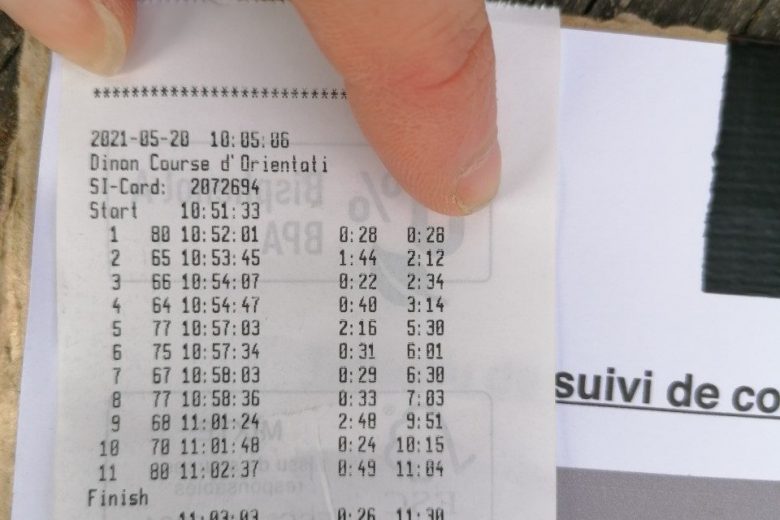 ******************************
2021-05-20 10:05:06
Dinan Course d'Orientati
SI-Card: 2072694
Start 10:51:33
1 80 10:52:01 0:28 0:28
2 65 10:53:45 1:44 2:12
3 66 10:54:07 0:22 2:34
4 64 10:54:47 0:40 3:14
5 77 10:57:03 2:16 5:30
6 75 10:57:34 0:31 6:01
7 67 10:58:03 0:29 6:30
8 77 10:58:36 0:33 7:03
9 68 11:01:24 2:48 9:51
10 70 11:01:48 0:24 10:15
11 80 11:02:37 0:49 11:04
Finish
11:03:03 0:26 11:30
suivi de co